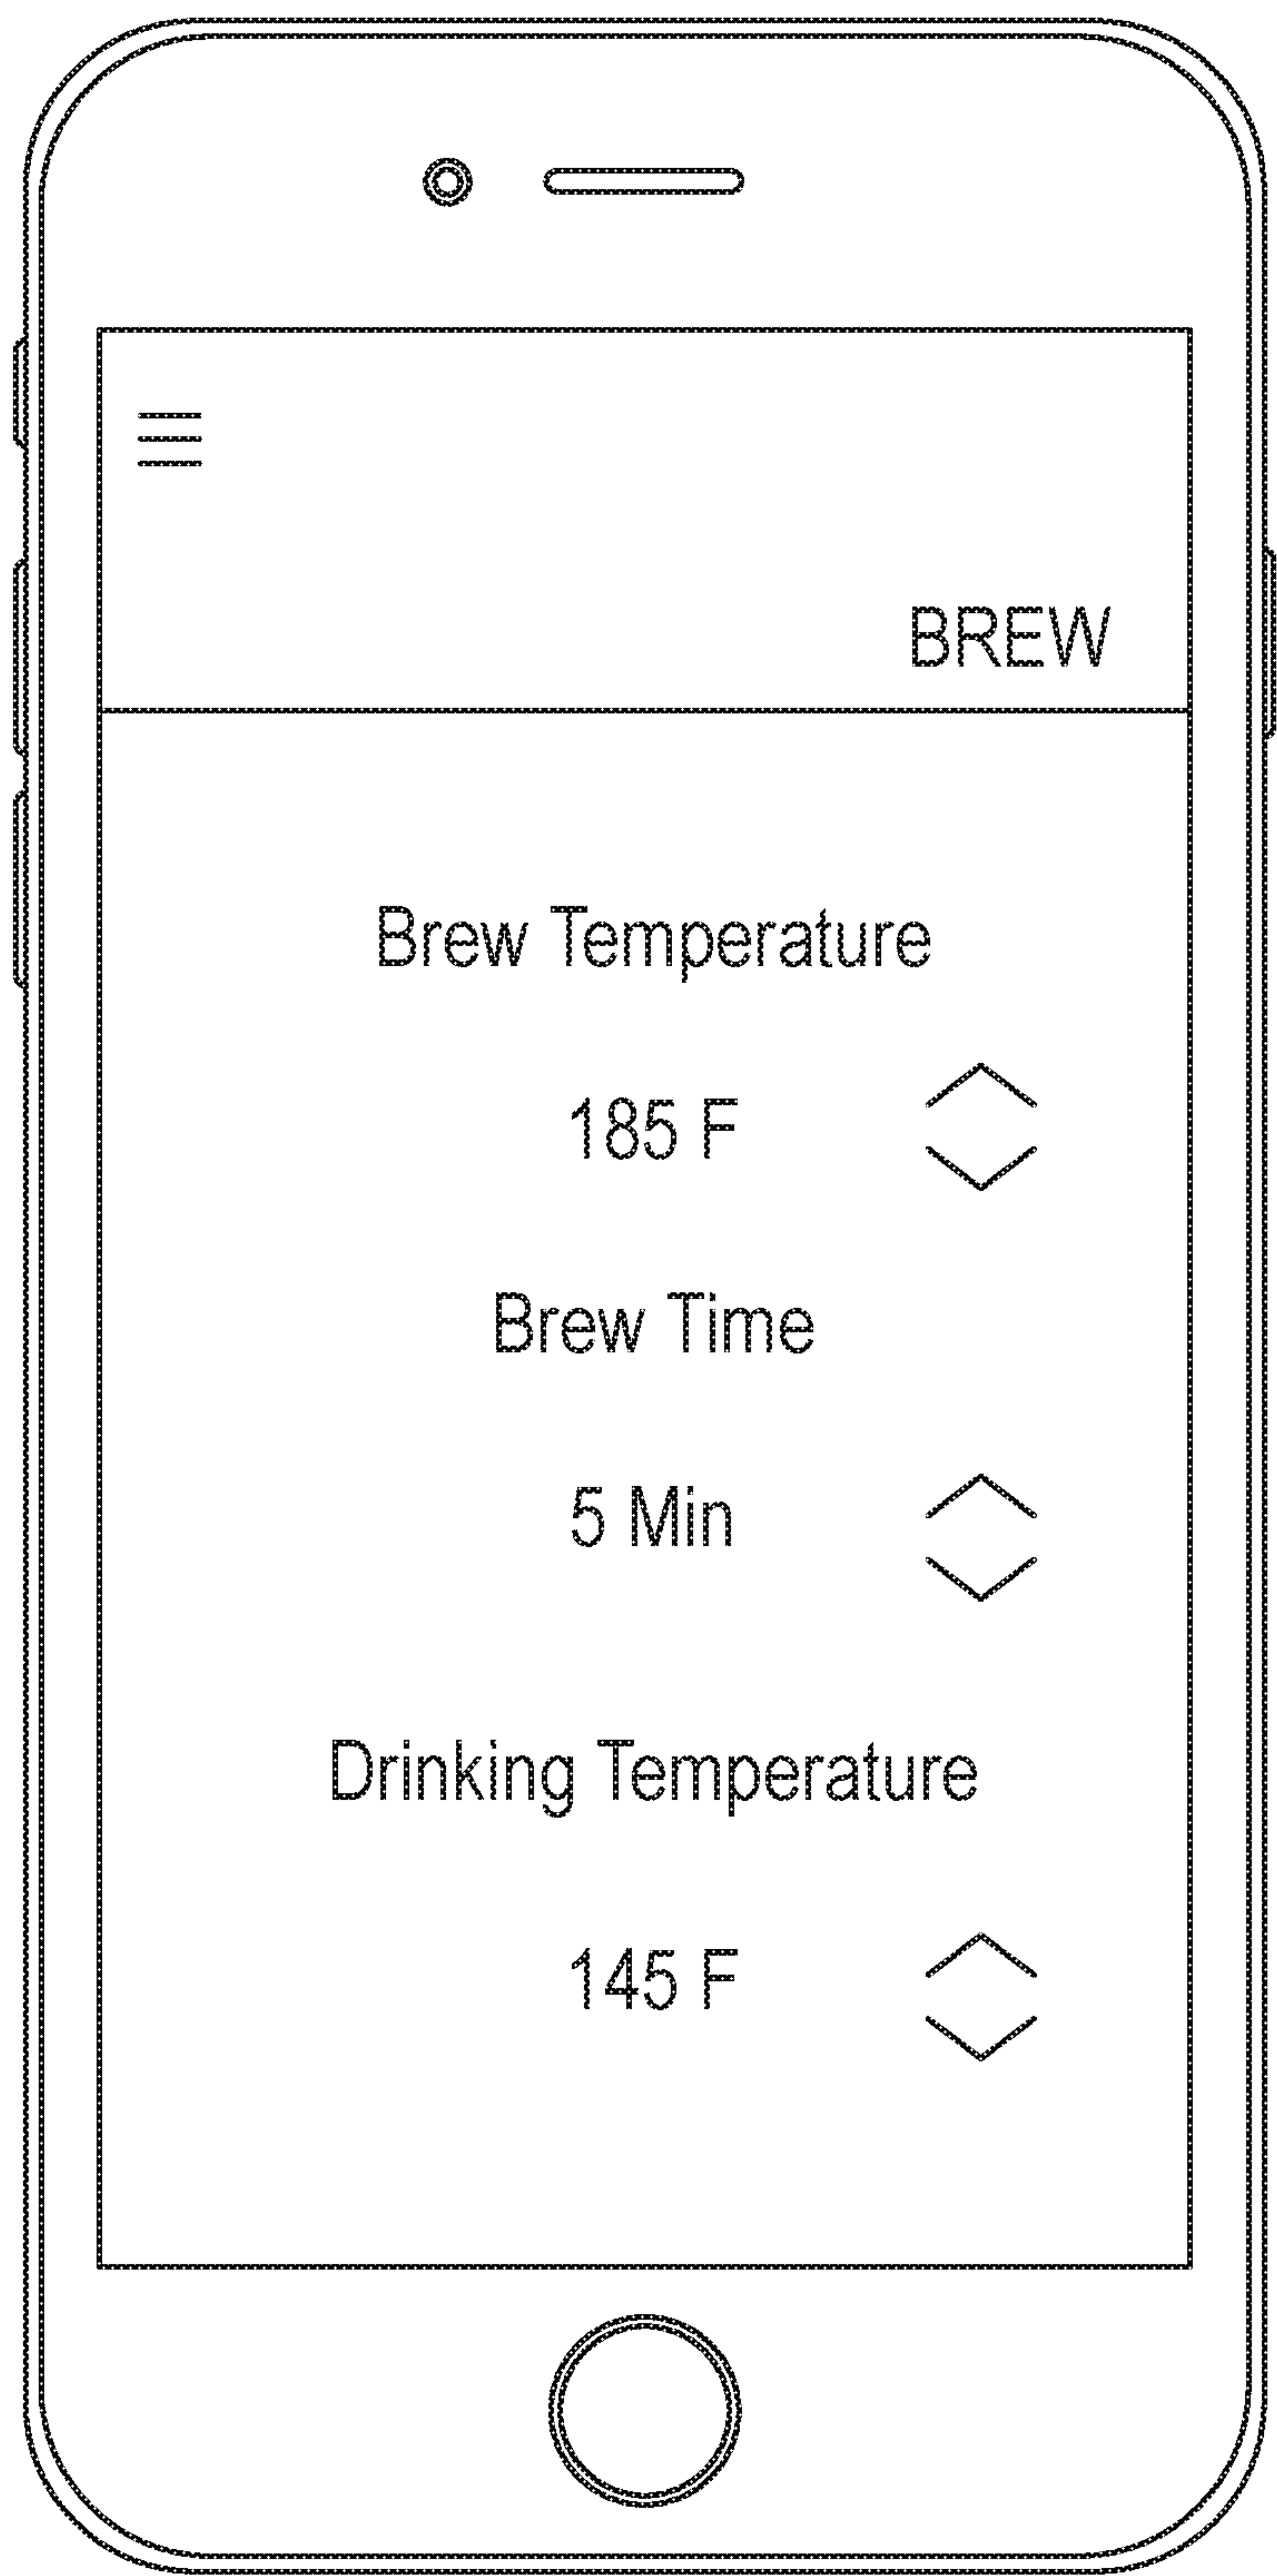 BREW
Brew Temperature
185 F
Brew Time
5 Min
Drinking Temperature
145 F